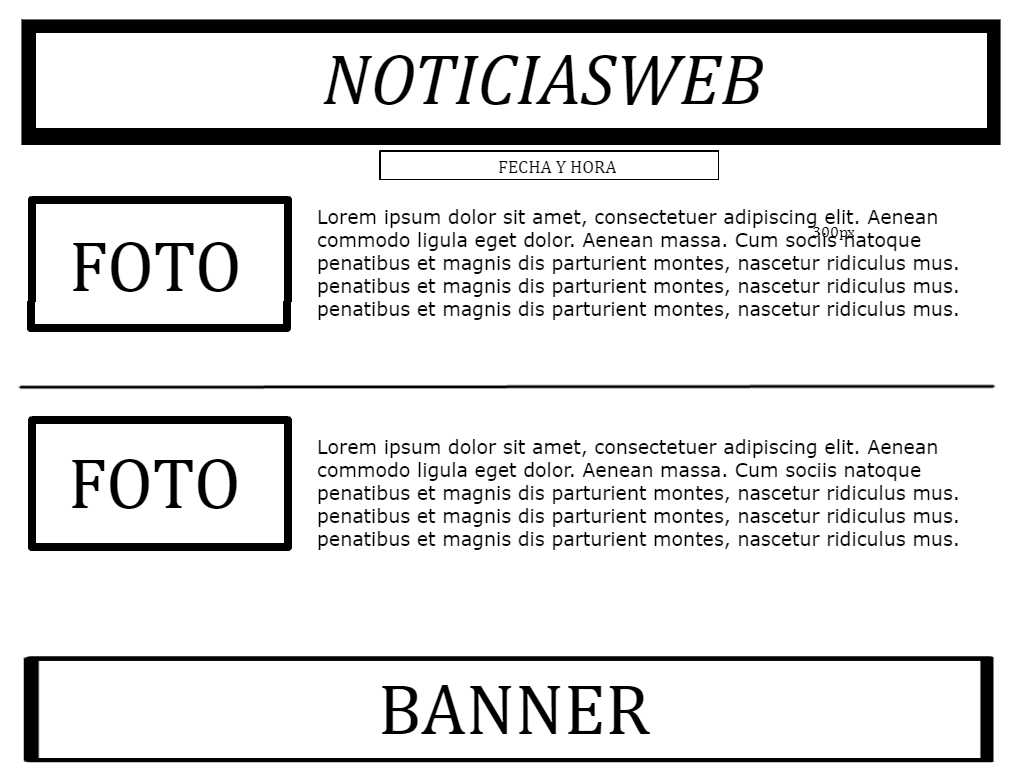 NOTICIASWEB
FECHA Y HORA
FOTO
Lorem ipsum dolor sit amet, consectetuer adipiscing elit. Aenean
300px
commodo ligula eget dolor. Aenean massa. Cum sociis natoque
penatibus et magnis dis parturient montes, nascetur ridiculus mus.
penatibus et magnis dis parturient montes, nascetur ridiculus mus.
penatibus et magnis dis parturient montes, nascetur ridiculus mus.
FOTO
Lorem ipsum dolor sit amet, consectetuer adipiscing elit. Aenean
commodo ligula eget dolor. Aenean massa. Cum sociis natoque
penatibus et magnis dis parturient montes, nascetur ridiculus mus.
penatibus et magnis dis parturient montes, nascetur ridiculus mus.
penatibus et magnis dis parturient montes, nascetur ridiculus mus.
BANNER